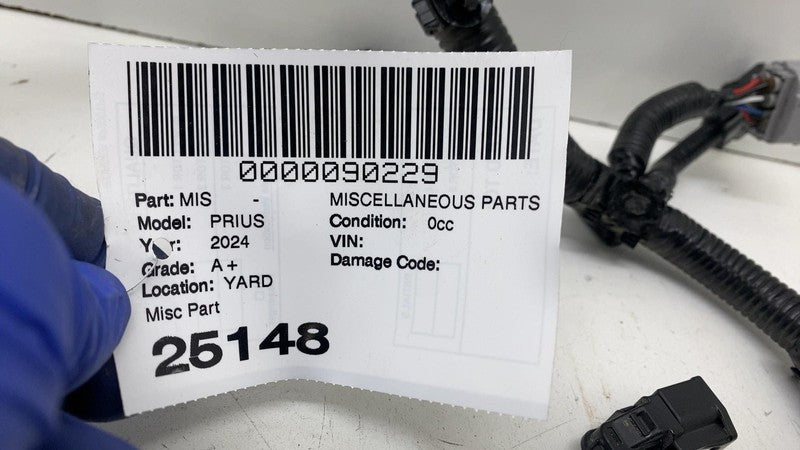 0000090229
Part: MIS - MISCELLANEOUS PARTS
Model: PRIUS Condition: 0cc
Year: 2024 VIN:
Grade: A+ Damage Code:
Location: YARD
Misc Part
25148